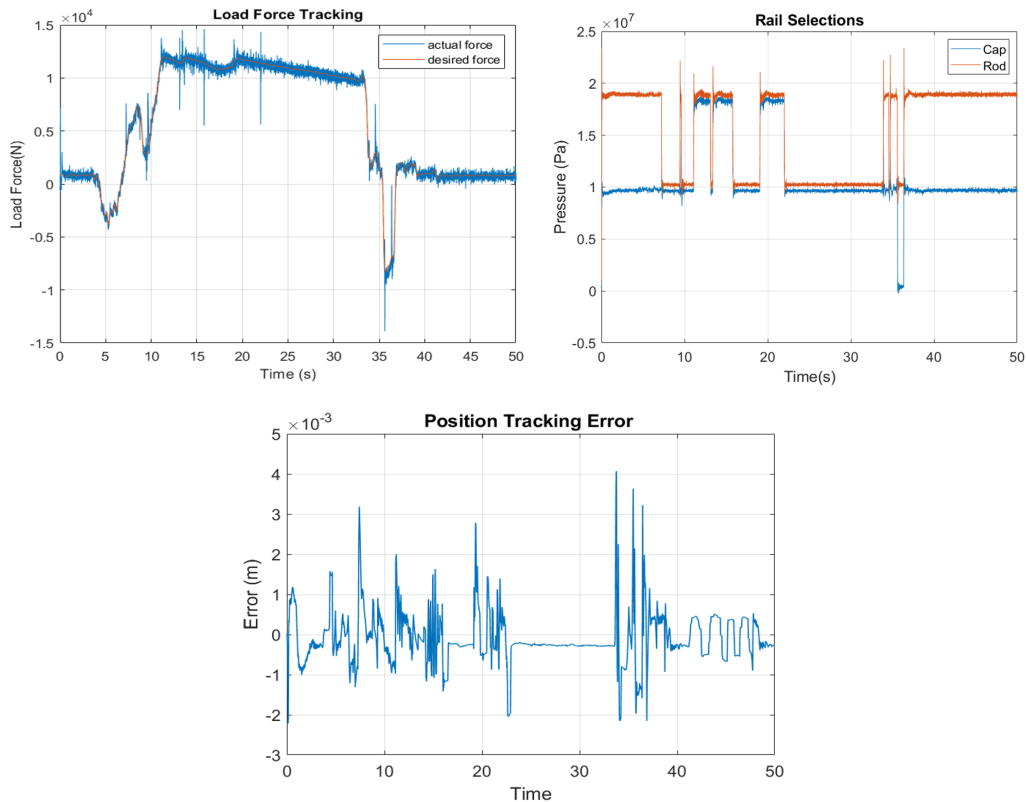 Load Force Tracking
×10⁴
1.5
1
0.5
0
-0.5
-1
-1.5
Load Force(N)
actual force
desired force
0 5 10 15 20 25 30 35 40 45 50
Time (s)
Rail Selections
×10⁷
2.5
2
1.5
1
0.5
0
-0.5
Pressure (Pa)
Cap
Rod
0 10 20 30 40 50
Time(s)
Position Tracking Error
×10⁻³
5
4
3
2
1
0
-1
-2
-3
Error (m)
0 10 20 30 40 50
Time